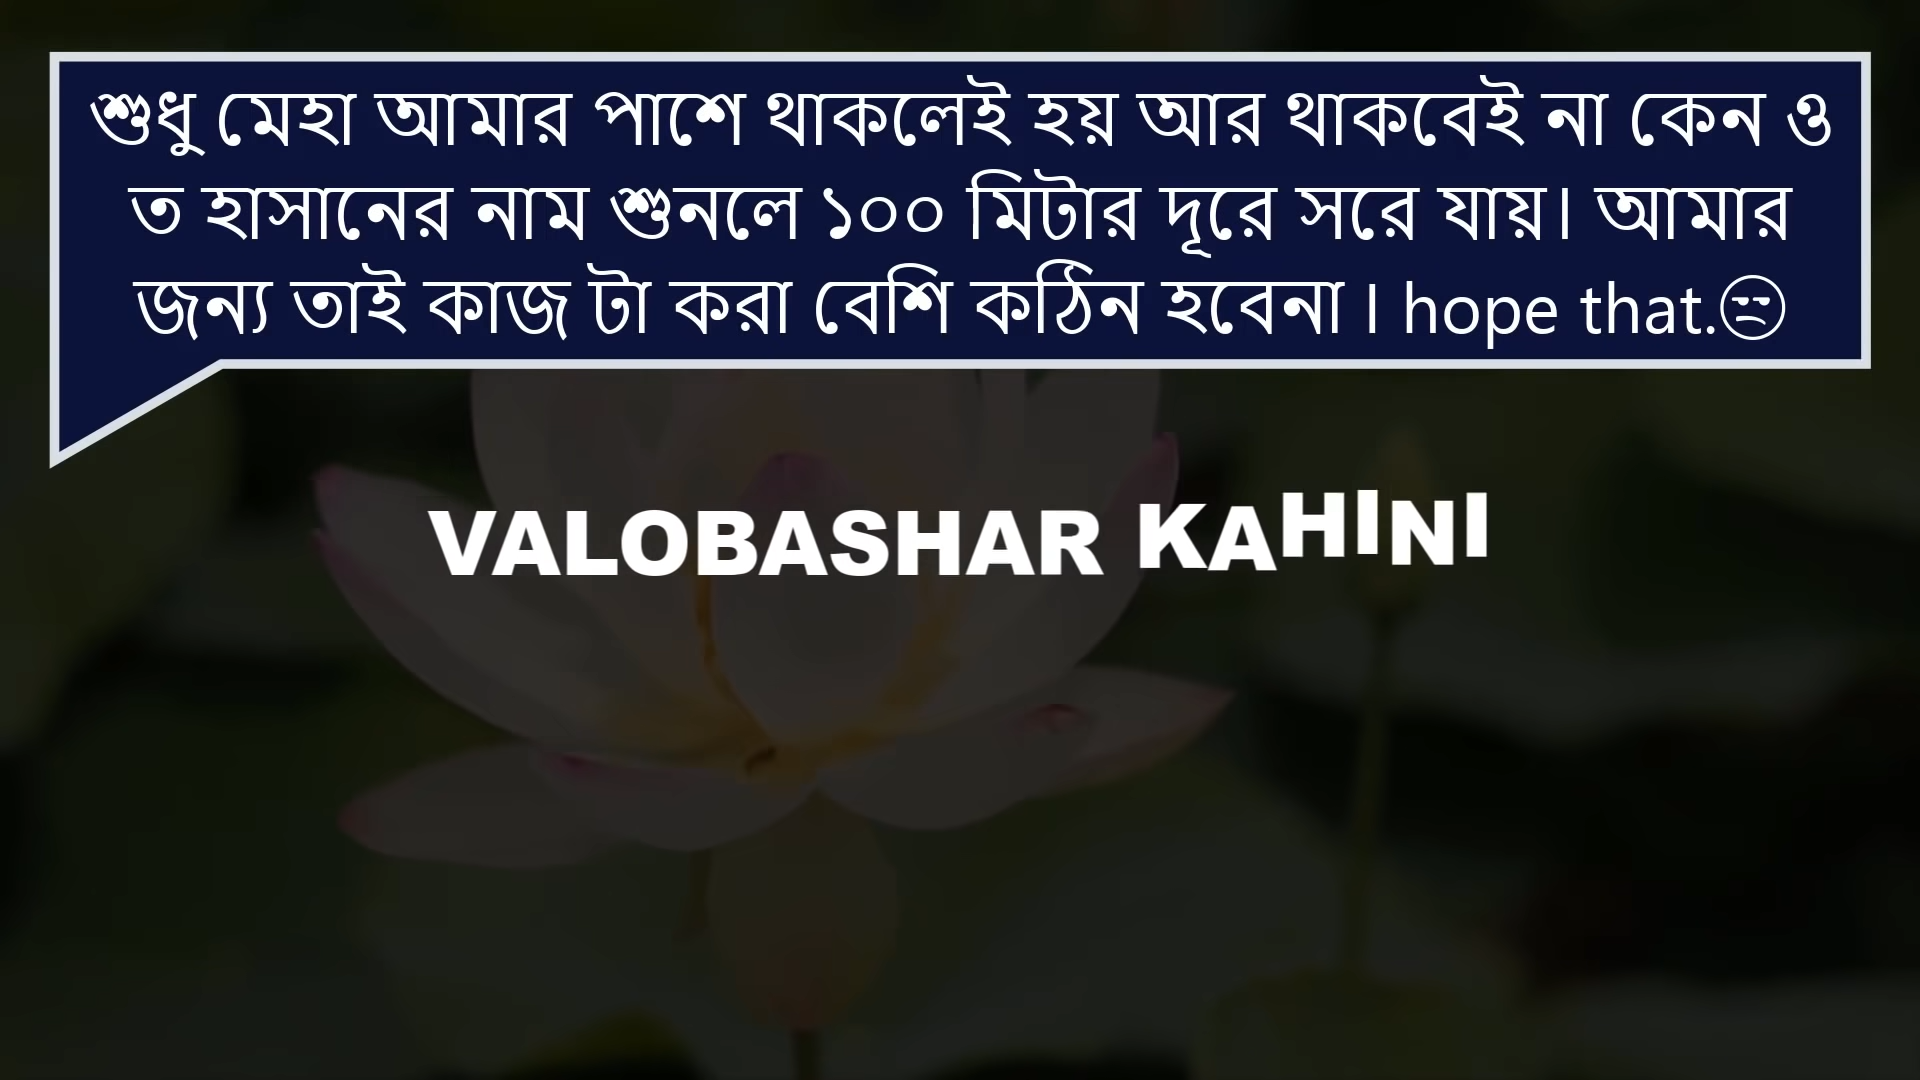 শুধু মেহা আমার পাশে থাকলেই হয় আর থাকবেই না কেন ও
ত হাসানের নাম শুনলে ১০০ মিটার দূরে সরে যায়। আমার
জন্য তাই কাজ টা করা বেশি কঠিন হবেনা । hope that.😒
VALOBASHAR KAHINI